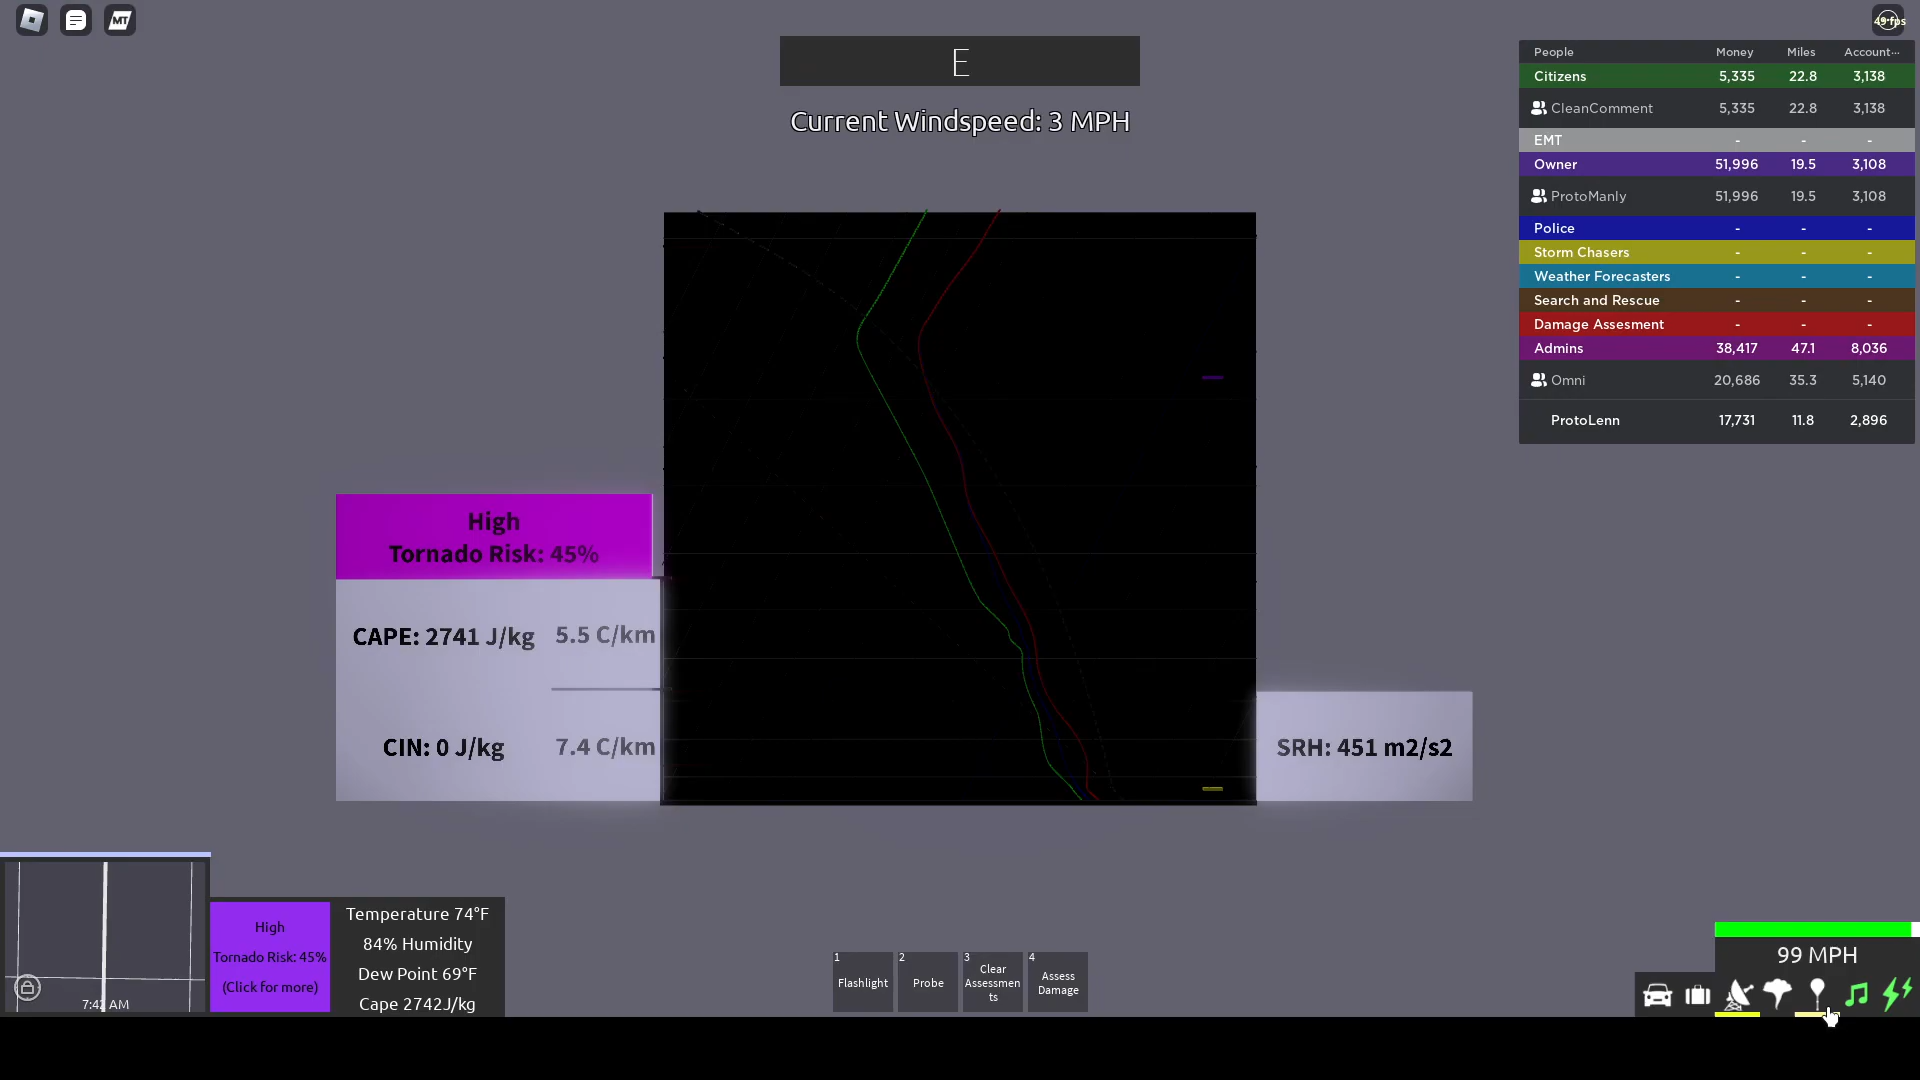 MT
49 fps
E
Current Windspeed: 3 MPH
People Money Miles Account...
Citizens 5,335 22.8 3,138
CleanComment 5,335 22.8 3,138
EMT - - -
Owner 51,996 19.5 3,108
ProtoManly 51,996 19.5 3,108
Police - - -
Storm Chasers - - -
Weather Forecasters - - -
Search and Rescue - - -
Damage Assesment - - -
Admins 38,417 47.1 8,036
Omni 20,686 35.3 5,140
ProtoLenn 17,731 11.8 2,896
High
Tornado Risk: 45%
CAPE: 2741 J/kg 5.5 C/km
CIN: 0 J/kg 7.4 C/km
SRH: 451 m2/s2
7:42 AM
High
Tornado Risk: 45%
(Click for more)
Temperature 74°F
84% Humidity
Dew Point 69°F
Cape 2742J/kg
1
Flashlight
2
Probe
3
Clear
Assessmen
ts
4
Assess
Damage
99 MPH